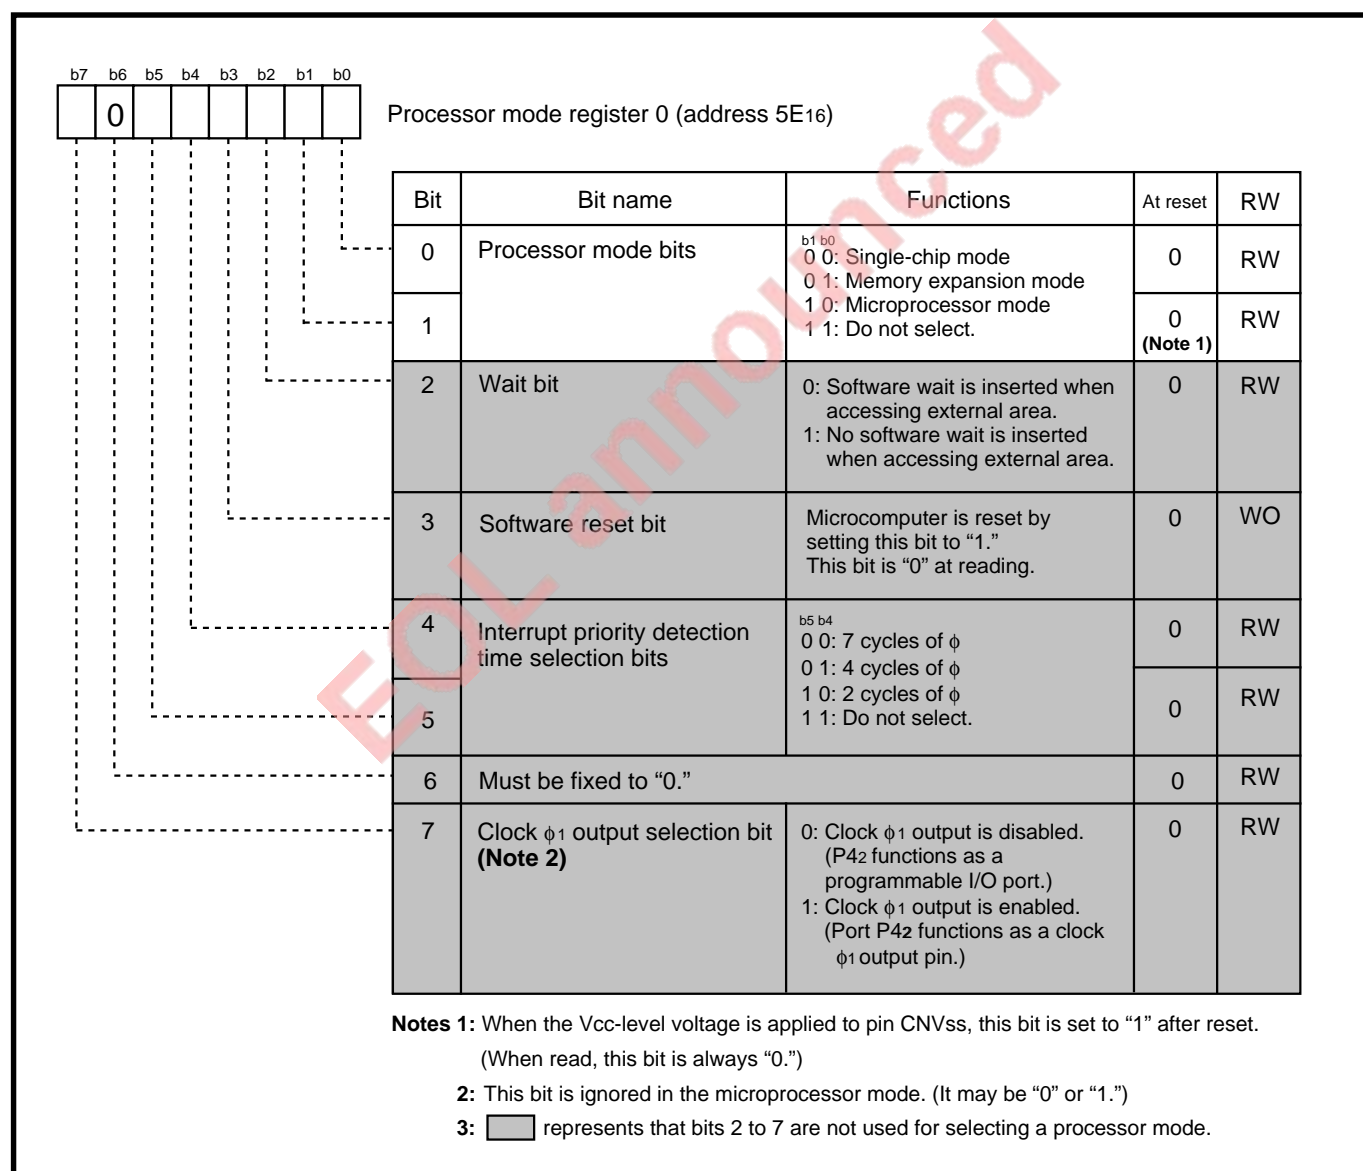 b7 b6 b5 b4 b3 b2 b1 b0
0
Processor mode register 0 (address 5E16)
Bit Bit name Functions At reset RW
0 Processor mode bits b1 b0 0 RW
0 0: Single-chip mode
0 1: Memory expansion mode
1 0: Microprocessor mode
1 1: Do not select.
1 0 RW
(Note 1)
2 Wait bit 0: Software wait is inserted when 0 RW
accessing external area.
1: No software wait is inserted
when accessing external area.
3 Software reset bit Microcomputer is reset by 0 WO
setting this bit to “1.”
This bit is “0” at reading.
4 Interrupt priority detection b5 b4 0 RW
time selection bits 0 0: 7 cycles of ϕ
0 1: 4 cycles of ϕ
1 0: 2 cycles of ϕ
1 1: Do not select.
5 0 RW
6 Must be fixed to “0.” 0 RW
7 Clock ϕ1 output selection bit 0: Clock ϕ1 output is disabled. 0 RW
(Note 2) (P42 functions as a
programmable I/O port.)
1: Clock ϕ1 output is enabled.
(Port P42 functions as a clock
ϕ1 output pin.)
Notes 1: When the Vcc-level voltage is applied to pin CNVss, this bit is set to “1” after reset.
(When read, this bit is always “0.”)
2: This bit is ignored in the microprocessor mode. (It may be “0” or “1.”)
3: represents that bits 2 to 7 are not used for selecting a processor mode.
EOL announced